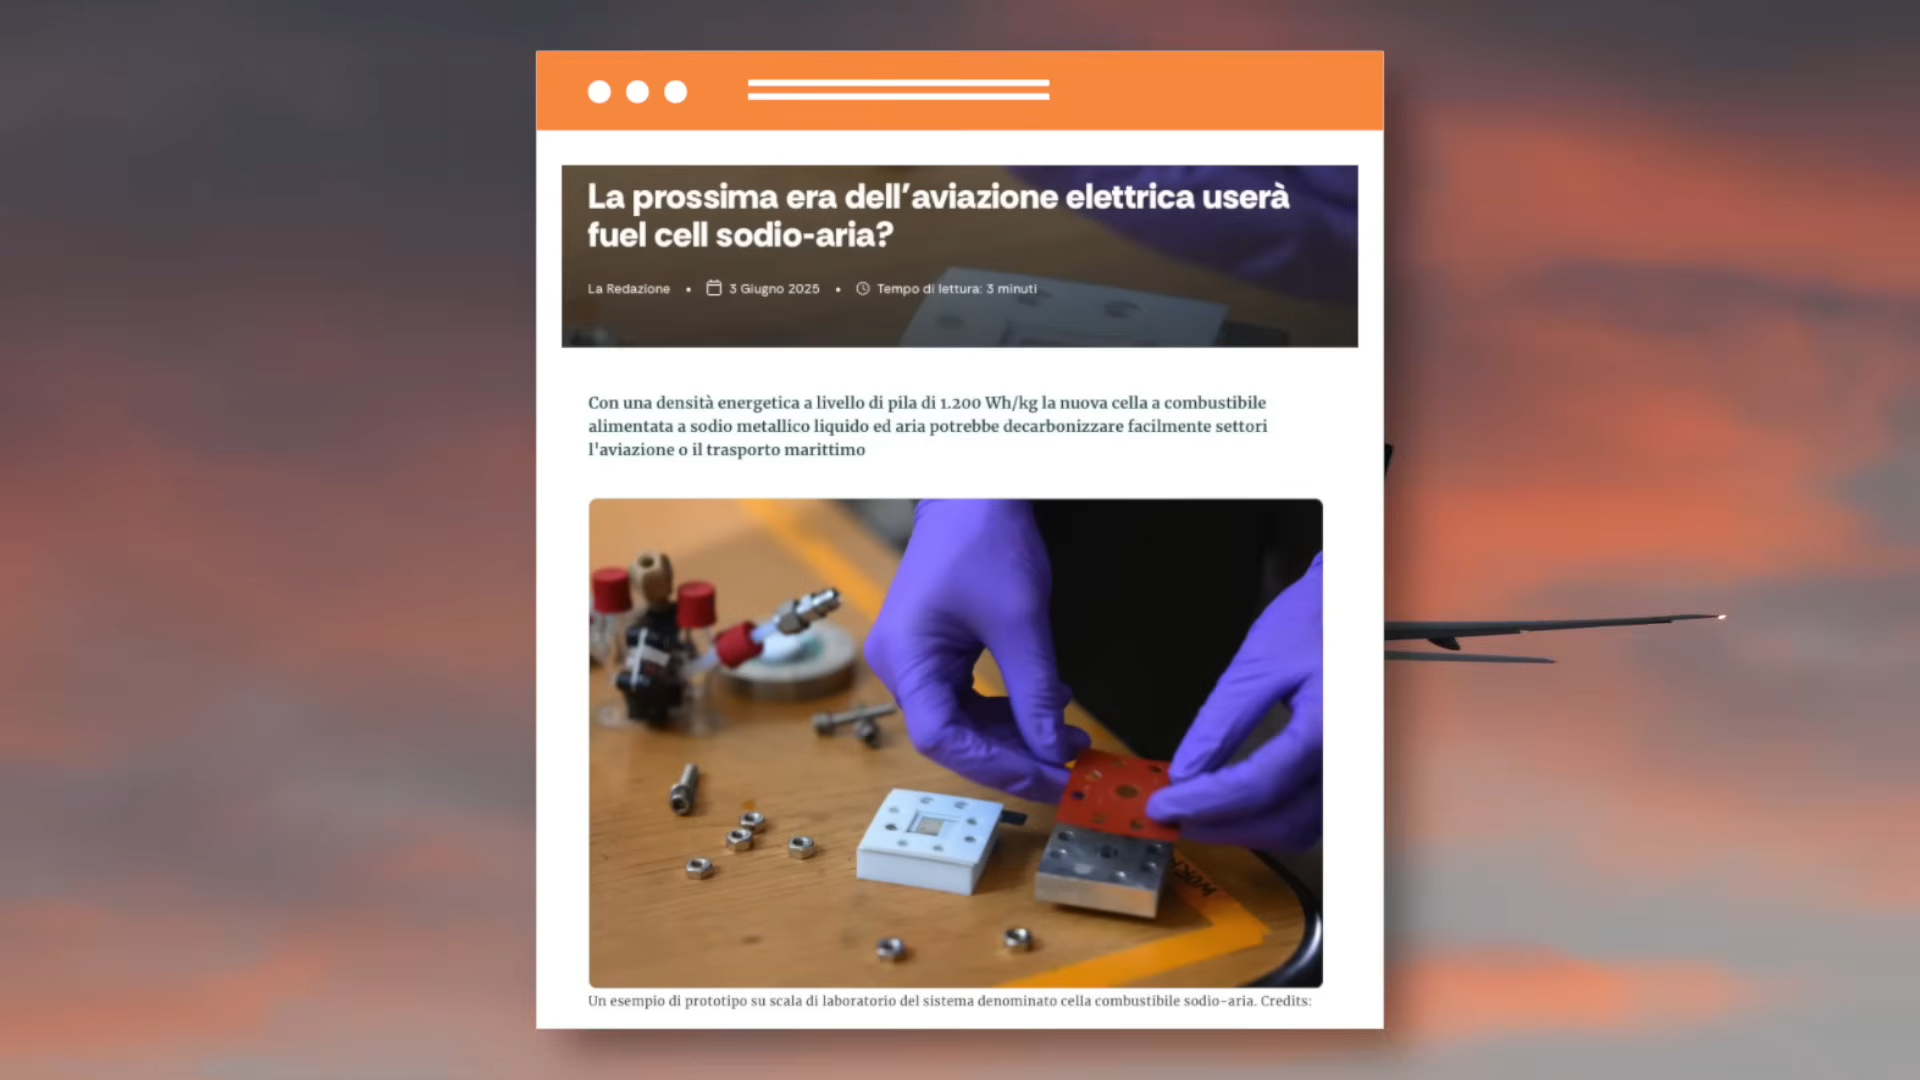 La prossima era dell'aviazione elettrica userà
fuel cell sodio-aria?
La Redazione • 3 Giugno 2025 • Tempo di lettura: 3 minuti
Con una densità energetica a livello di pila di 1.200 Wh/kg la nuova cella a combustibile
alimentata a sodio metallico liquido ed aria potrebbe decarbonizzare facilmente settori
l'aviazione o il trasporto marittimo
Un esempio di prototipo su scala di laboratorio del sistema denominato cella combustibile sodio-aria. Credits: